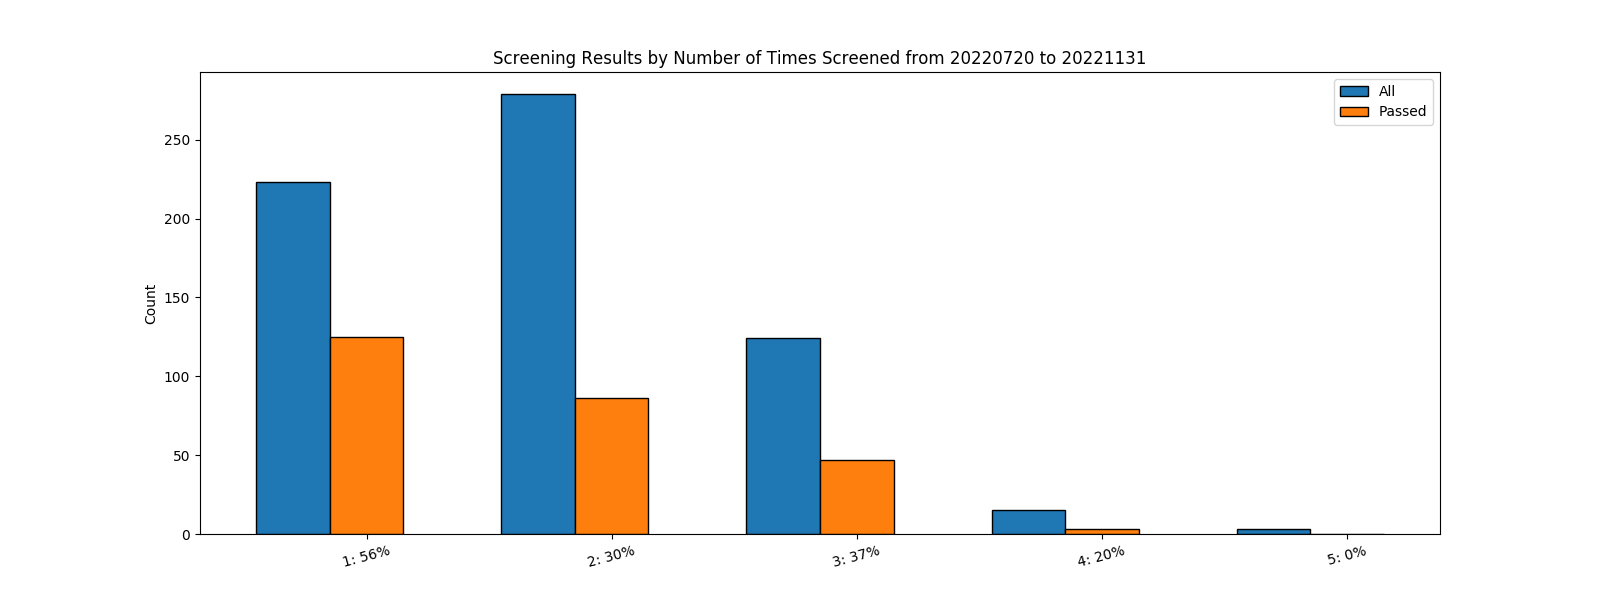 Screening Results by Number of Times Screened from 20220720 to 20221131
All
Passed
Count
250
200
150
100
50
0
1: 56%
2: 30%
3: 37%
4: 20%
5: 0%